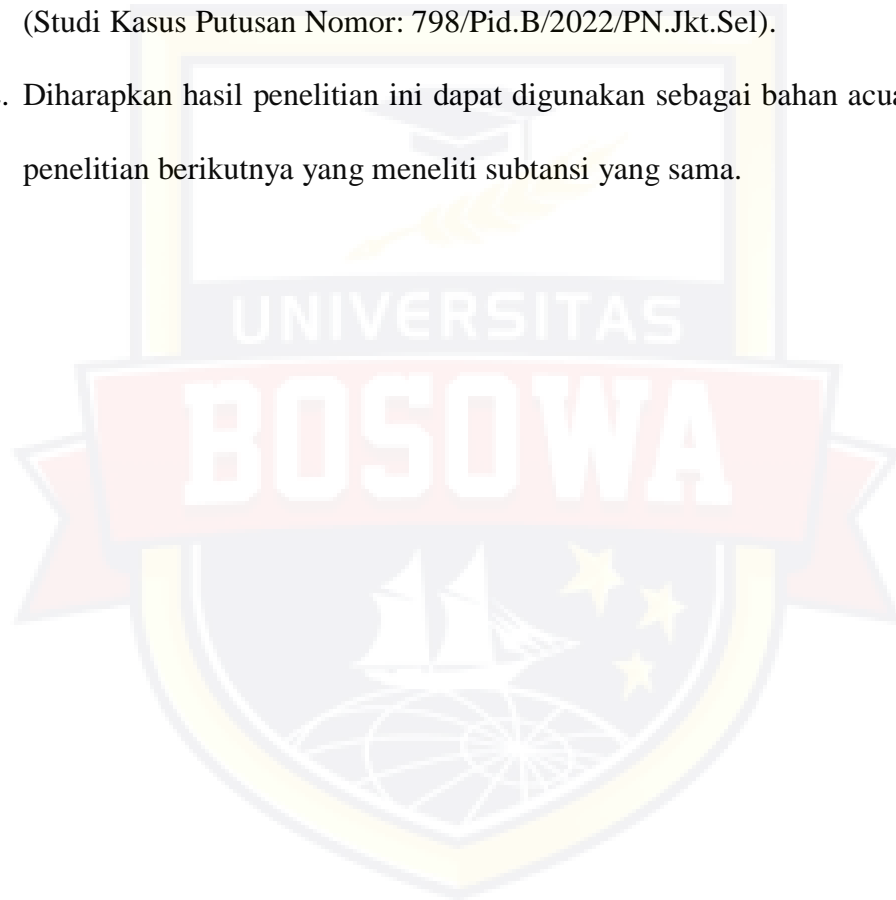 (Studi Kasus Putusan Nomor: 798/Pid.B/2022/PN.Jkt.Sel).
. Diharapkan hasil penelitian ini dapat digunakan sebagai bahan
penelitian berikutnya yang meneliti subtansi yang sama.
UNIVERSITAS
BOSOWA